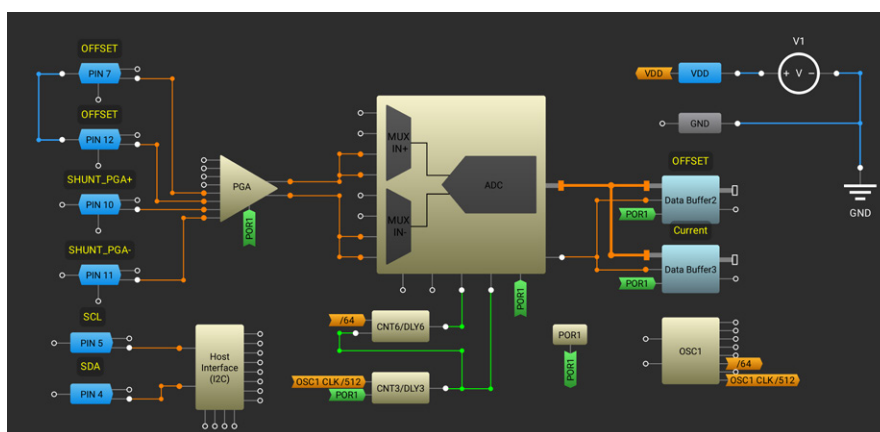 OFFSET
PIN 7
OFFSET
PIN 12
SHUNT_PGA+
PIN 10
SHUNT_PGA-
PIN 11
SCL
PIN 5
SDA
PIN 4
Host
Interface
(I2C)
PGA
POR1
MUX
IN+
MUX
IN-
ADC
POR1
/64
CNT6/DLY6
OSC1 CLK/512
POR1
CNT3/DLY3
POR1
POR1
VDD
VDD
V1
+ V -
GND
GND
OFFSET
Data Buffer2
POR1
Current
Data Buffer3
POR1
OSC1
/64
OSC1 CLK/512